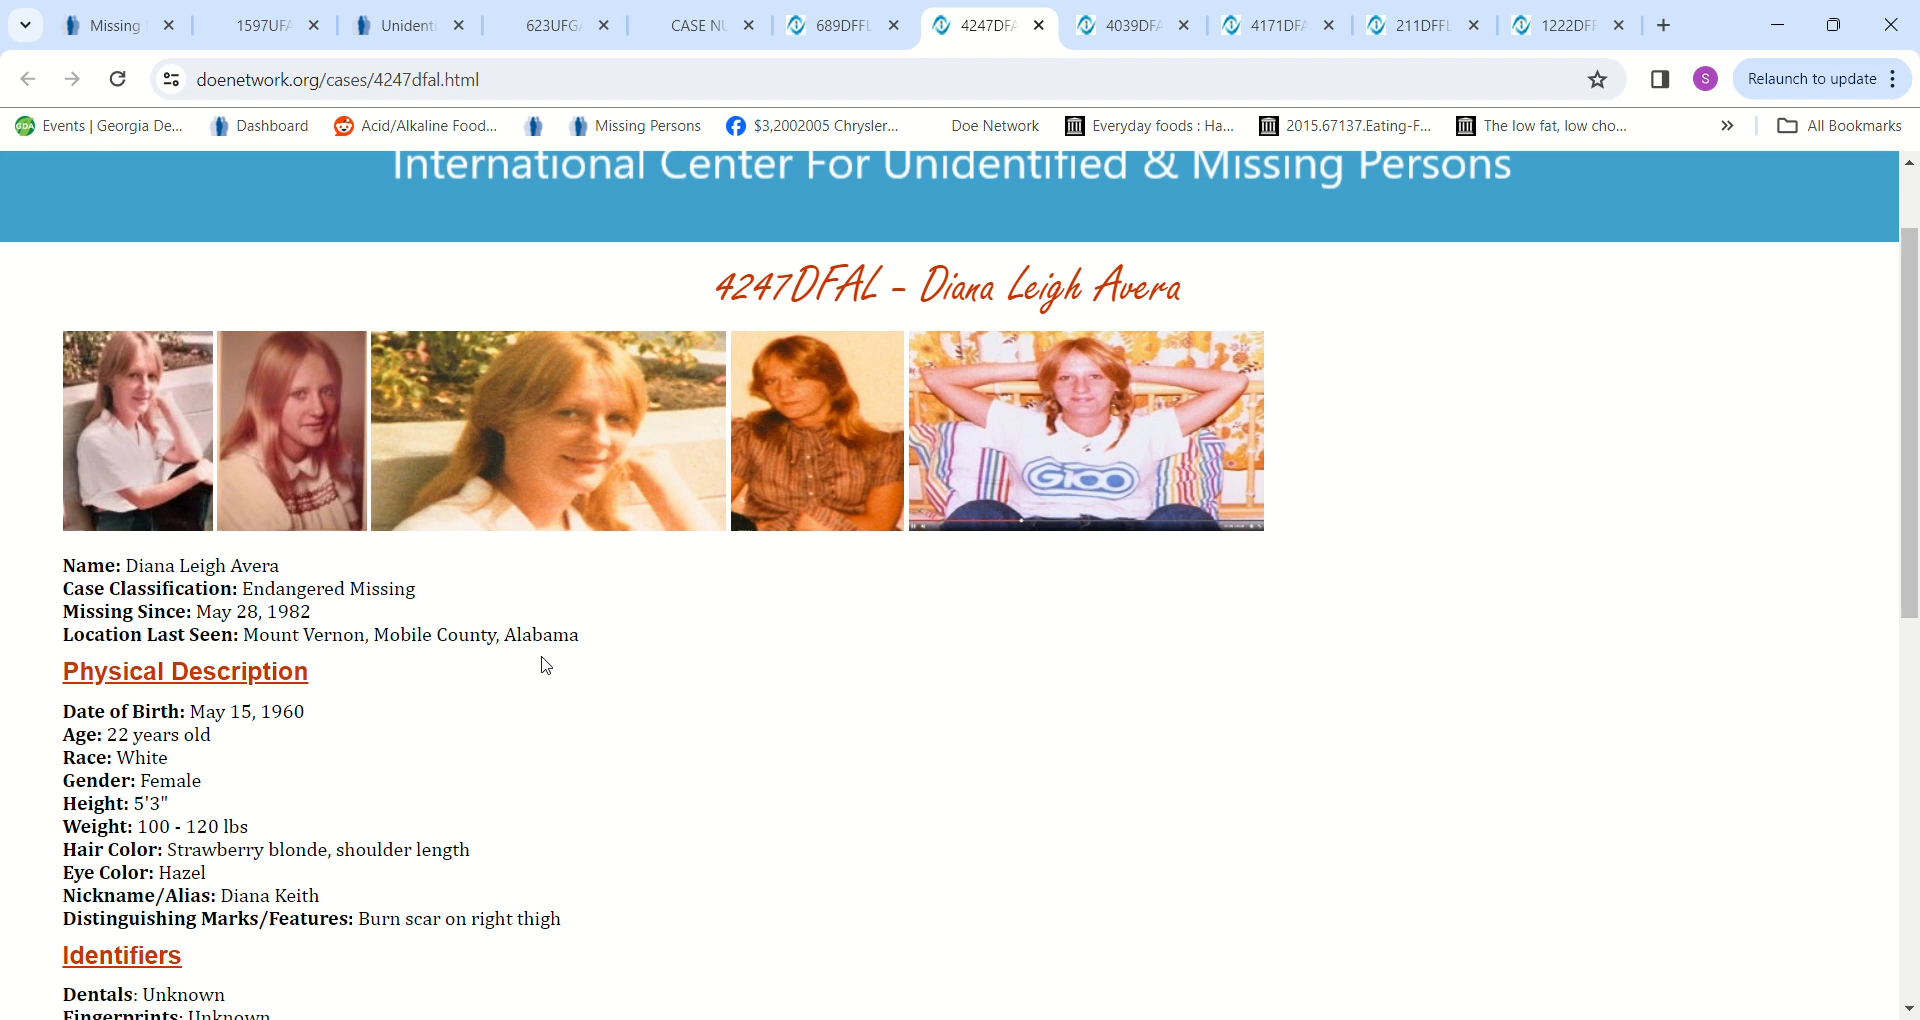 Missing
1597UFA
Unidenti
623UFG
CASE NU
689DFFL
4247DFA
4039DFA
4171DFA
211DFFL
1222DFF
doenetwork.org/cases/4247dfal.html
S
Relaunch to update
GDA Events | Georgia De...
Dashboard
Acid/Alkaline Food...
Missing Persons
$3,2002005 Chrysler...
Doe Network
Everyday foods : Ha...
2015.67137.Eating-F...
The low fat, low cho...
All Bookmarks
International Center For Unidentified & Missing Persons
4247DFAL - Diana Leigh Avera
G100
Name: Diana Leigh Avera
Case Classification: Endangered Missing
Missing Since: May 28, 1982
Location Last Seen: Mount Vernon, Mobile County, Alabama
Physical Description
Date of Birth: May 15, 1960
Age: 22 years old
Race: White
Gender: Female
Height: 5'3"
Weight: 100 - 120 lbs
Hair Color: Strawberry blonde, shoulder length
Eye Color: Hazel
Nickname/Alias: Diana Keith
Distinguishing Marks/Features: Burn scar on right thigh
Identifiers
Dentals: Unknown
Fingerprints: Unknown